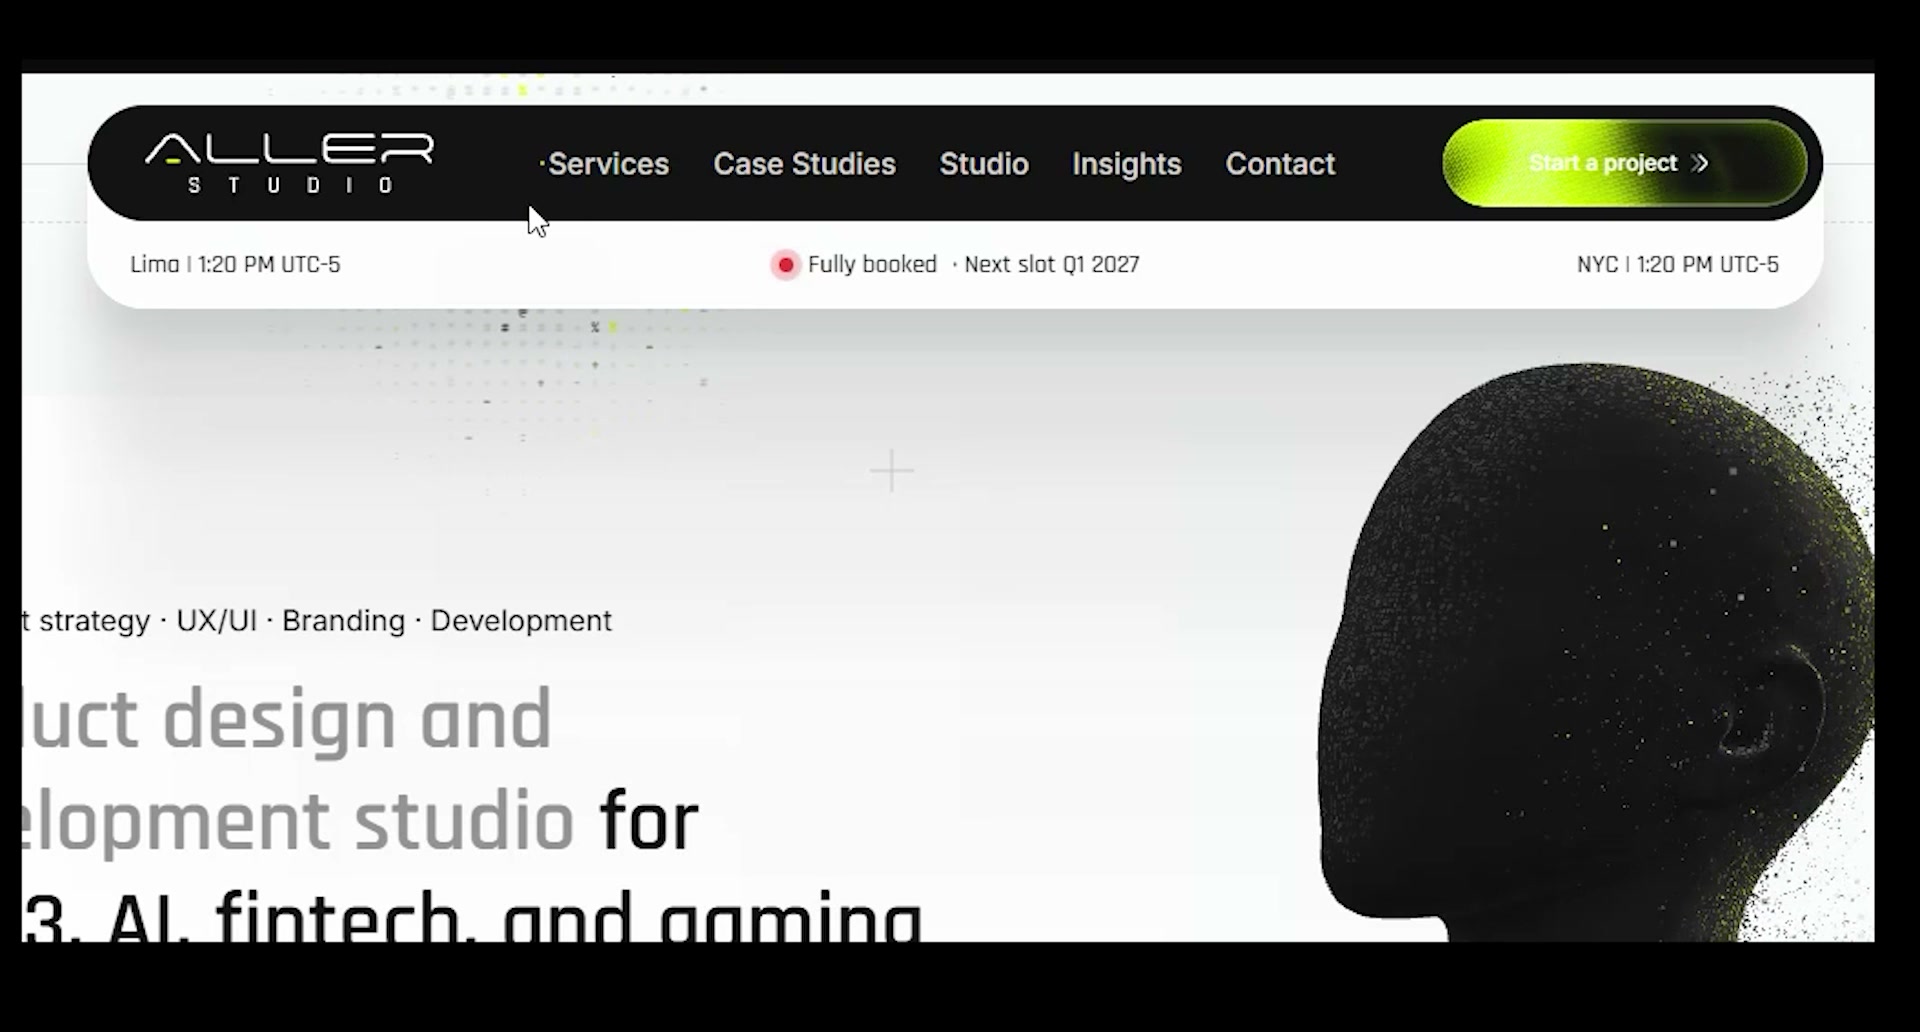 ALLER
STUDIO
Services Case Studies Studio Insights Contact
Start a project
Lima | 1:20 PM UTC-5
Fully booked · Next slot Q1 2027
NYC | 1:20 PM UTC-5
t strategy · UX/UI · Branding · Development
luct design and
elopment studio for
3, AI, fintech, and gaming